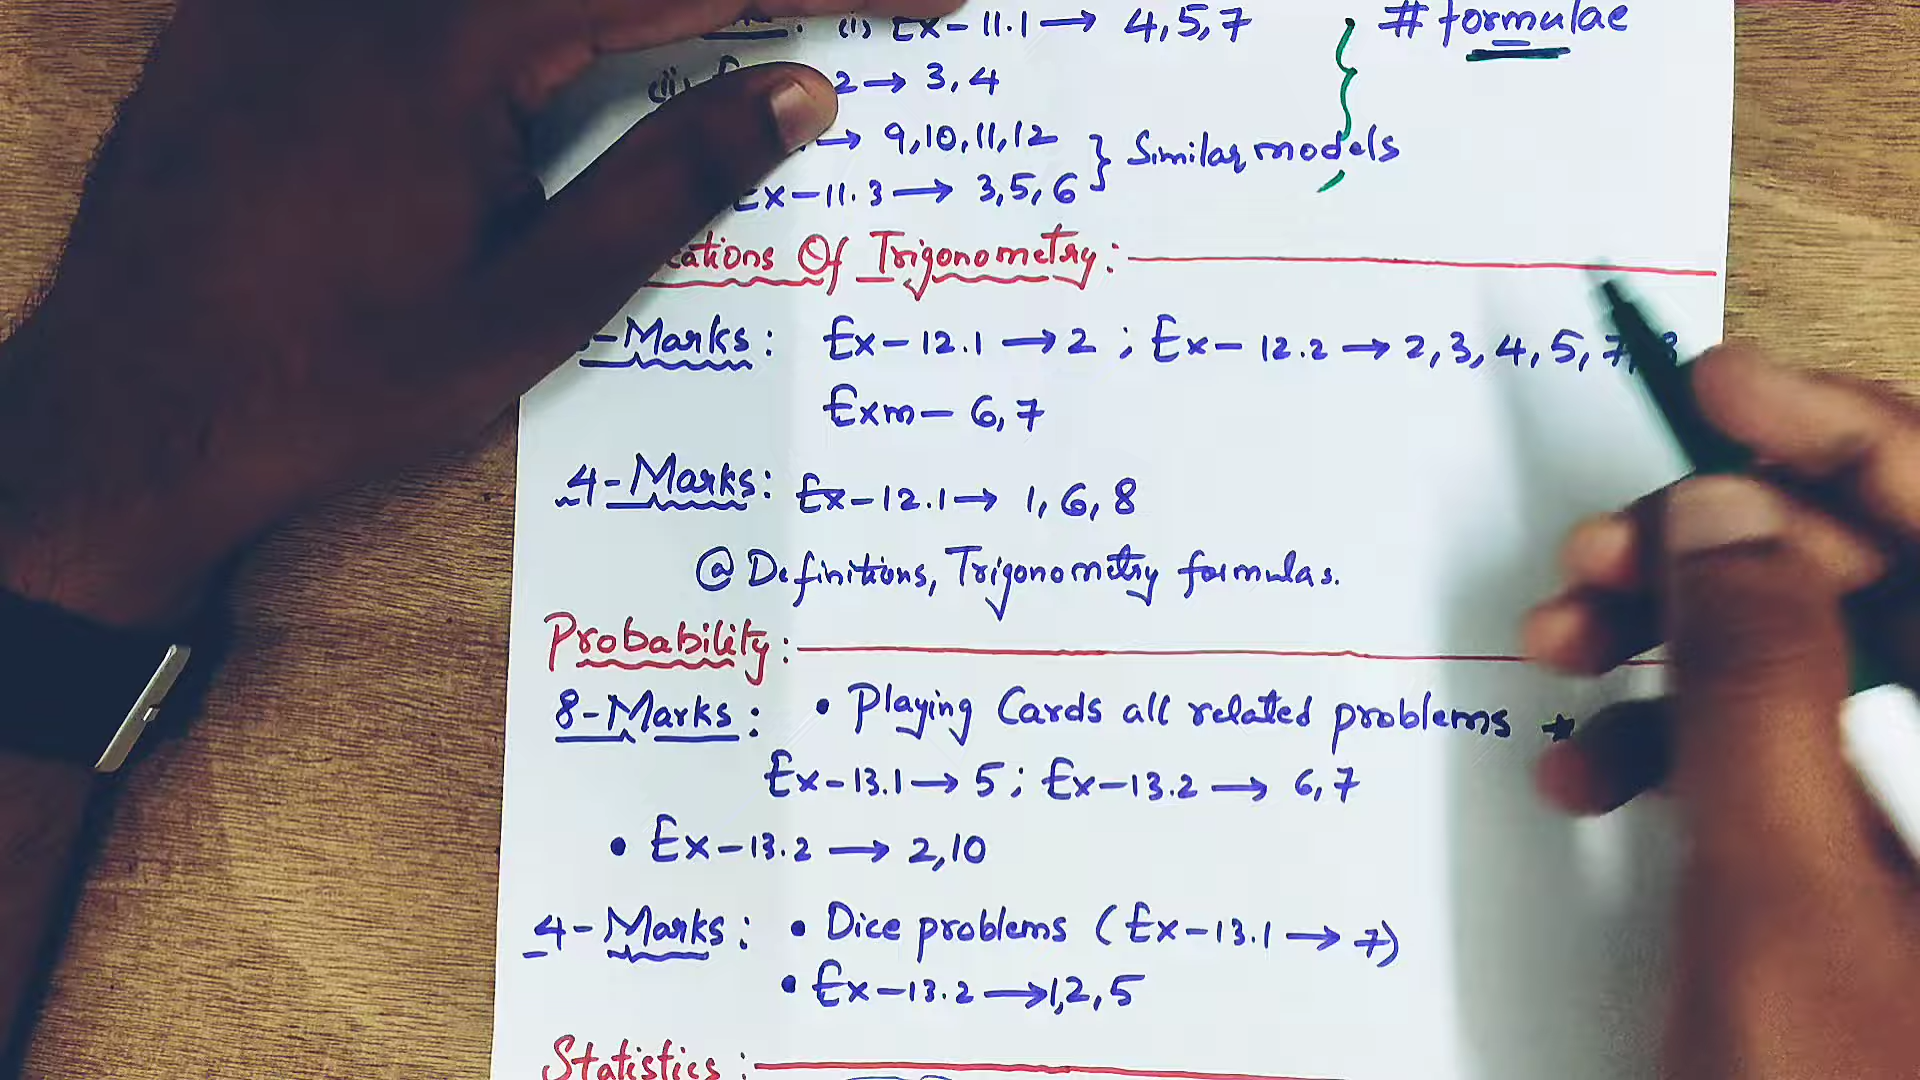 : (i) Ex-11.1 → 4,5,7 # formulae
(ii) 2 → 3,4
→ 9,10,11,12
Ex-11.3 → 3,5,6 } Similar models
cations Of Trigonometry:
-Marks: Ex-12.1 → 2 ; Ex-12.2 → 2,3,4,5,7,
Exm- 6,7
4-Marks: Ex-12.1 → 1,6,8
@ Definitions, Trigonometry formulas.
Probability:
8-Marks: • Playing Cards all related problems
Ex-13.1 → 5 ; Ex-13.2 → 6,7
• Ex-13.2 → 2,10
4-Marks: • Dice problems (Ex-13.1 → 7)
• Ex-13.2 → 1,2,5
Statistics :